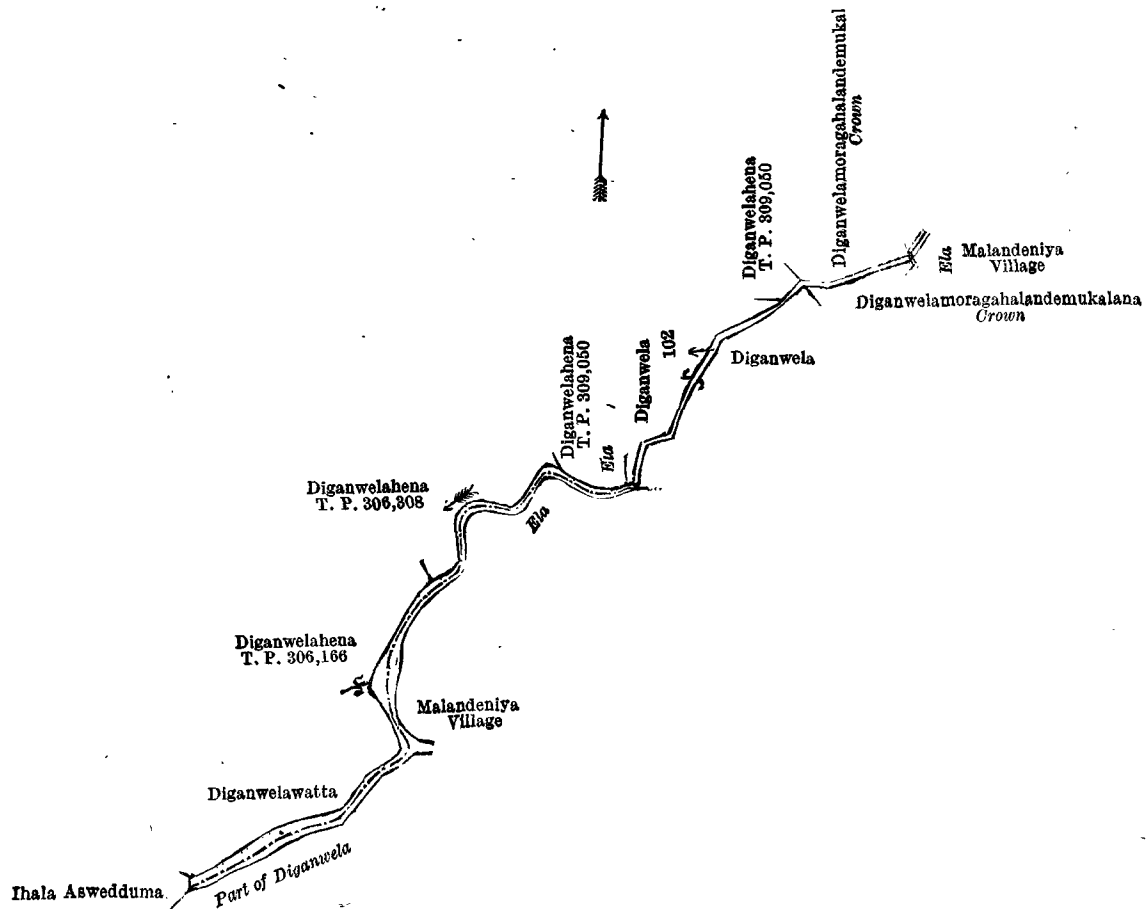 Diganwelamoragahalandemukal
Crown
Diganwelahena
T. P. 309,050
Ela
Malandeniya
Village
Diganwelamoragahalandemukalana
Crown
Diganwela
102
Diganwela
Diganwelahena
T. P. 309,050
Ela
Diganwelahena
T. P. 306,308
Ela
Diganwelahena
T. P. 306,166
Malandeniya
Village
Diganwelawatta
Part of Diganwela
Ihala Aswedduma